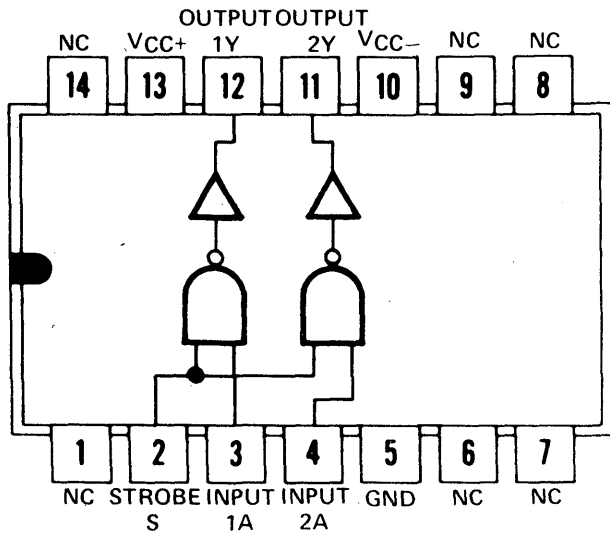 OUTPUT OUTPUT
NC VCC+ 1Y 2Y VCC− NC NC
14 13 12 11 10 9 8
1 2 3 4 5 6 7
NC STROBE INPUT INPUT GND NC NC
S 1A 2A